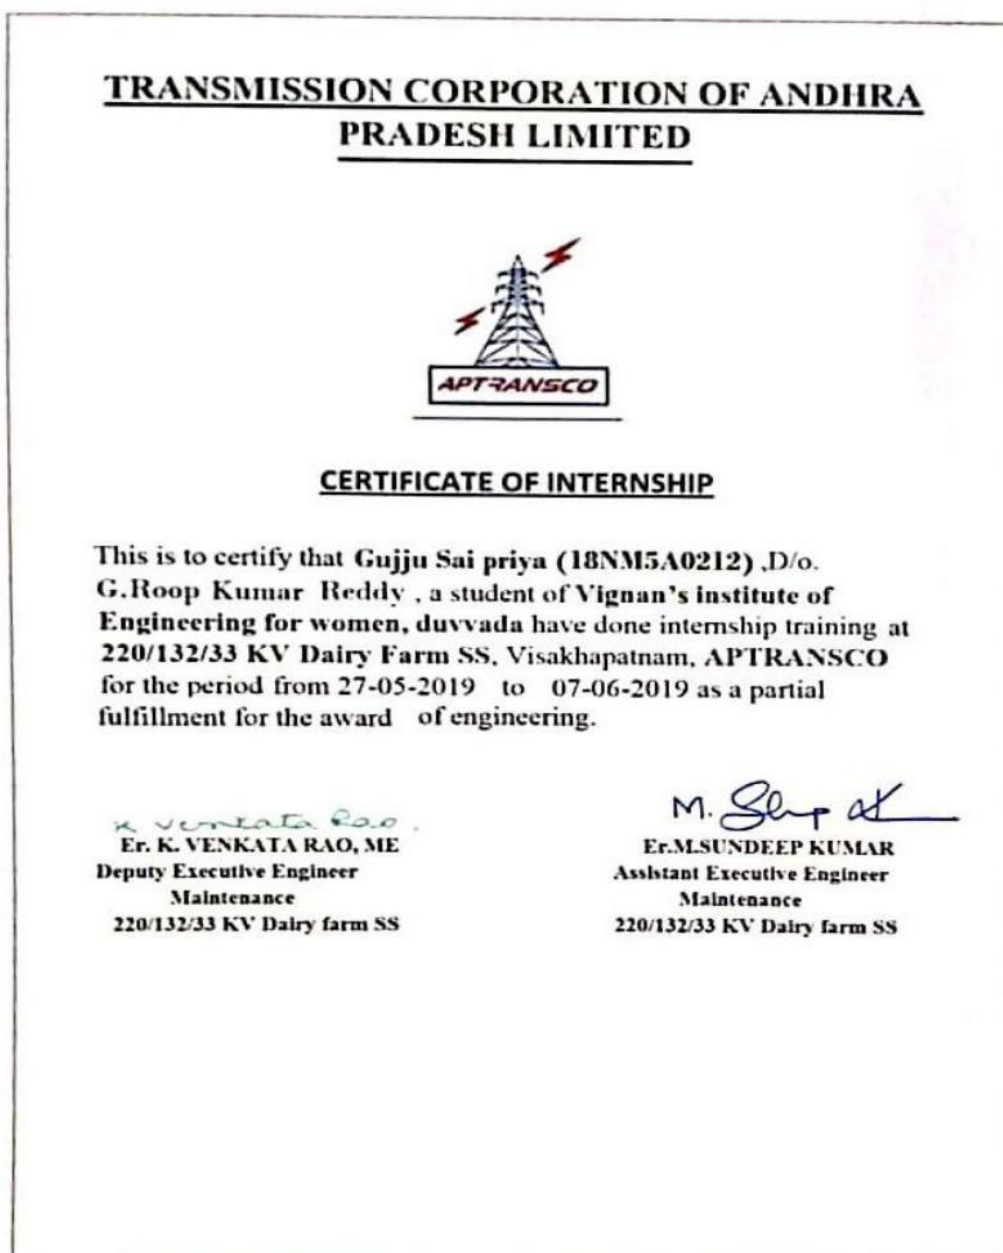 TRANSMISSION CORPORATION OF ANDHRA
PRADESH LIMITED
APTRANSCO
CERTIFICATE OF INTERNSHIP
This is to certify that Gujju Sai priya (18NM5A0212) ,D/o.
G.Roop Kumar Reddy , a student of Vignan's institute of
Engineering for women, duvvada have done internship training at
220/132/33 KV Dairy Farm SS, Visakhapatnam, APTRANSCO
for the period from 27-05-2019 to 07-06-2019 as a partial
fulfillment for the award of engineering.
K Venkata Rao.
Er. K. VENKATA RAO, ME
Deputy Executive Engineer
Maintenance
220/132/33 KV Dairy farm SS
M.
Er.M.SUNDEEP KUMAR
Assistant Executive Engineer
Maintenance
220/132/33 KV Dairy farm SS